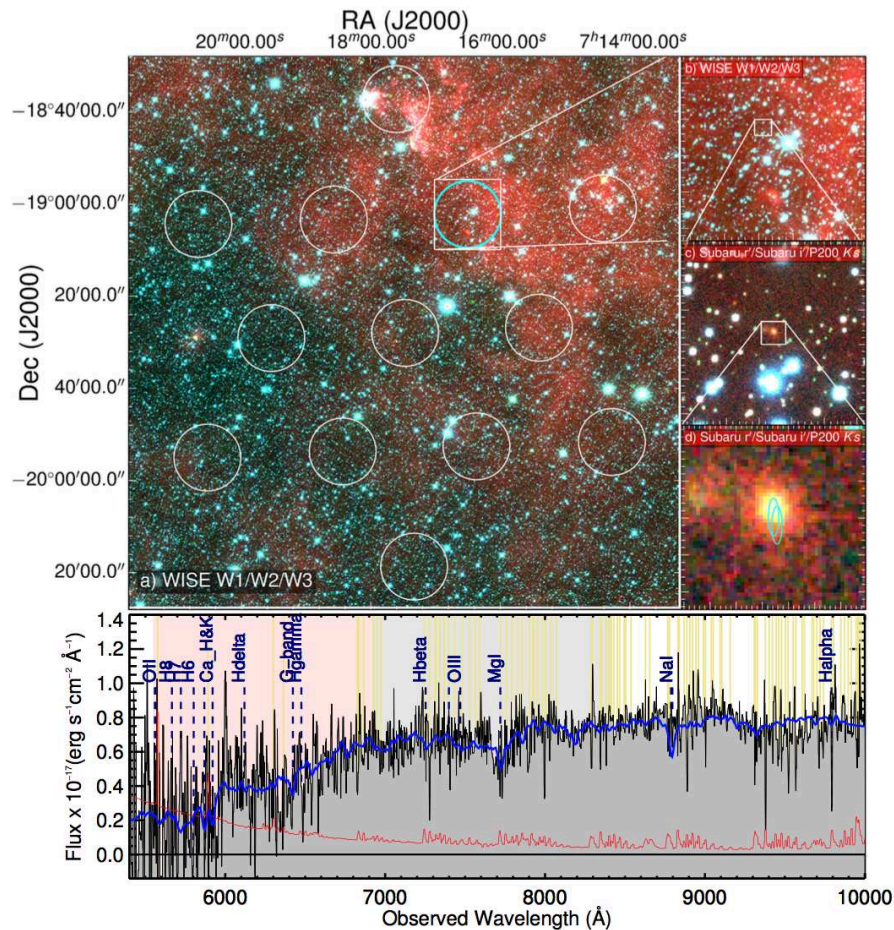 RA (J2000)
20ᵐ00.00ˢ 18ᵐ00.00ˢ 16ᵐ00.00ˢ 7ʰ14ᵐ00.00ˢ
Dec (J2000)
−18°40′00.0″
−19°00′00.0″
20′00.0″
40′00.0″
−20°00′00.0″
20′00.0″
a) WISE W1/W2/W3
b) WISE W1/W2/W3
c) Subaru r′/Subaru i′/P200 Ks
d) Subaru r′/Subaru i′/P200 Ks
Flux x 10⁻¹⁷(erg s⁻¹cm⁻² Å⁻¹)
1.4
1.2
1.0
0.8
0.6
0.4
0.2
0.0
OII
H8
H7
H6
Ca_H&K
Hdelta
G_band
Hgamma
Hbeta
OIII
MgI
NaI
Halpha
6000 7000 8000 9000 10000
Observed Wavelength (Å)